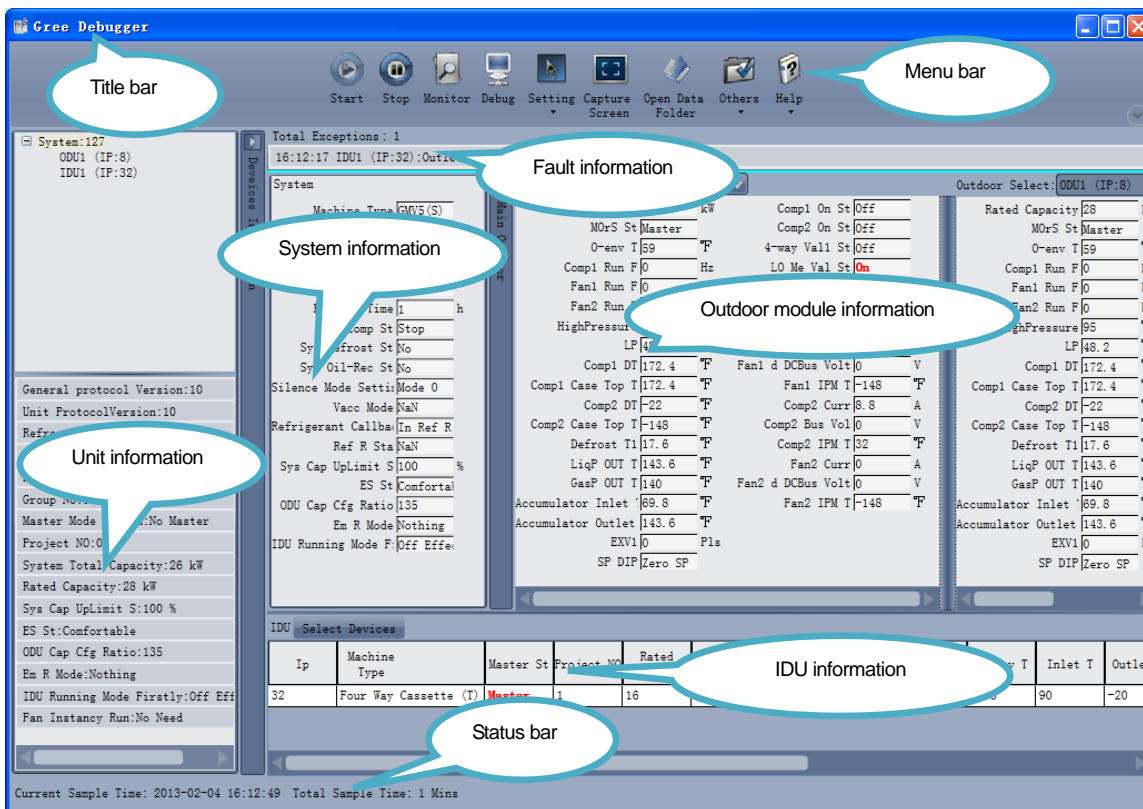 Gree Debugger
Title bar
Menu bar
Start Stop Monitor Debug Setting Capture Screen Open Data Folder Others Help
System:127
ODU1 (IP:8)
IDU1 (IP:32)
Total Exceptions: 1
16:12:17 IDU1 (IP:32):
Fault information
System
Outdoor Select: ODU1 (IP:8)
Machine Type GMV5(S)
System information
Time 1 h
Comp St Stop
No
Oil-Rec St No
Silence Mode Settin Mode 0
Vacc Mode NaN
Refrigerant Callba In Ref R
Ref R Sta NaN
Sys Cap UpLimit S 100 %
ES St Comfortal
ODU Cap Cfg Ratio 135
Em R Mode Nothing
IDU Running Mode F: Off Effe
kW
MOrS St Master
O-env T 59 °F
Comp1 Run F 0 Hz
Fan1 Run F 0
Fan2 Run
HighPressure
LP
Comp1 DT 172.4 °F
Comp1 Case Top T 172.4 °F
Comp2 DT -22 °F
Comp2 Case Top T -148 °F
Defrost T1 17.6 °F
LiqP OUT T 143.6 °F
GasP OUT T 140 °F
Accumulator Inlet 69.8 °F
Accumulator Outlet 143.6 °F
EXV1 0 Pls
SP DIP Zero SP
Comp1 On St Off
Comp2 On St Off
4-way Val1 St Off
LO Me Val St On
Outdoor module information
Fan1 d DCBus Volt 0 V
Fan1 IPM T -148 °F
Comp2 Curr 8.8 A
Comp2 Bus Vol 0 V
Comp2 IPM T 32 °F
Fan2 Curr 0 A
Fan2 d DCBus Volt 0 V
Fan2 IPM T -148 °F
Rated Capacity 28
MOrS St Master
O-env T 59
Comp1 Run F 0
Fan1 Run F 0
Fan2 Run F 0
HighPressure 95
LP 48.2
Comp1 DT 172.4
Comp1 Case Top T 172.4
Comp2 DT -22
Comp2 Case Top T -148
Defrost T1 17.6
LiqP OUT T 143.6
GasP OUT T 140
Accumulator Inlet 69.8
Accumulator Outlet 143.6
EXV1 0
SP DIP Zero SP
General protocol Version:10
Unit ProtocolVersion:10
Unit information
Master Mode No Master
Project NO:0
System Total Capacity:26 kW
Rated Capacity:28 kW
Sys Cap UpLimit S:100 %
ES St:Comfortable
ODU Cap Cfg Ratio:135
Em R Mode:Nothing
IDU Running Mode Firstly:Off Eff
Fan Instancy Run:No Need
IDU Select Devices
Ip Machine Type Master St Project NO Rated T Inlet T Outle
32 Four Way Cassette (T) Master 1 16 90 -20
IDU information
Status bar
Current Sample Time: 2013-02-04 16:12:49 Total Sample Time: 1 Mins